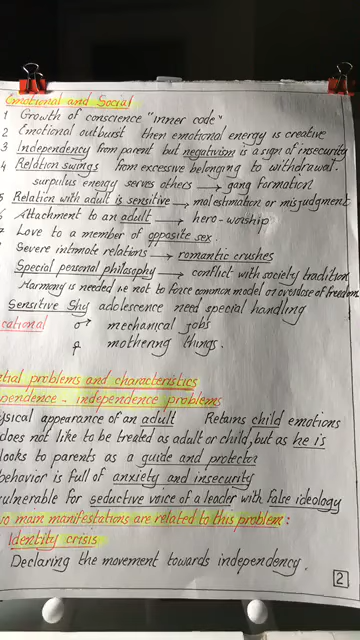 Emotional and Social
1 Growth of conscience "inner code"
2 Emotional outburst then emotional energy is creative
3 Independency from parent but negativism is a sign of insecurity
4 Relation swings from excessive belonging to withdrawal.
surpulus energy serves others → gang formation
5 Relation with adult is sensitive → malestimation or misjudgment
6 Attachment to an adult → hero-worship
Love to a member of opposite sex.
Severe intimate relations → romantic crushes
Special personal philosophy → conflict with society tradition
Harmony is needed i.e not to force common model or overdose of freedom
Sensitive Shy adolescence need special handling
cational ♂ mechanical jobs
♀ mothering things.
ntial problems and characteristics
pendence - independence problems
ysical appearance of an adult Retains child emotions
does not like to be treated as adult or child, but as he is
looks to parents as a guide and protector
behavior is full of anxiety and insecurity
vulnerable for seductive voice of a leader with false ideology
o main manifestations are related to this problem:
Identity crisis
Declaring the movement towards independency.
2